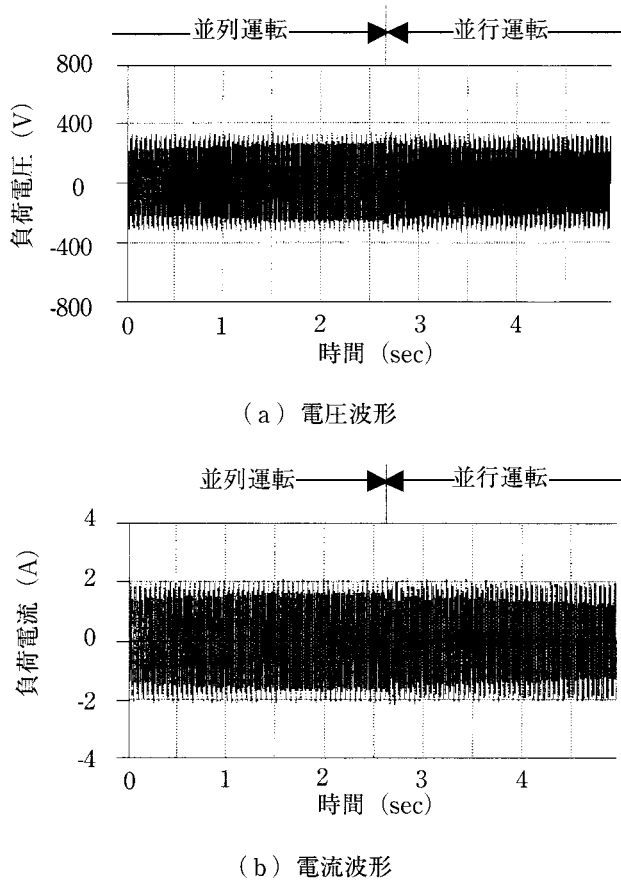 並列運転 並行運転
800
400
0
-400
-800
負荷電圧 (V)
0 1 2 3 4
時間 (sec)
(a) 電圧波形
並列運転 並行運転
4
2
0
-2
-4
負荷電流 (A)
0 1 2 3 4
時間 (sec)
(b) 電流波形